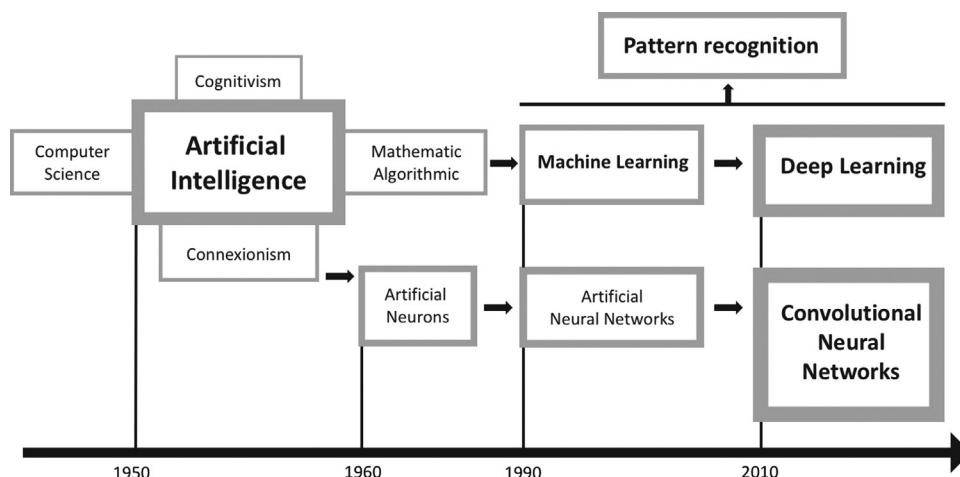 Pattern recognition
Cognitivism
Computer
Science
Artificial
Intelligence
Mathematic
Algorithmic
Machine Learning
Deep Learning
Connexionism
Artificial
Neurons
Artificial
Neural Networks
Convolutional
Neural
Networks
1950
1960
1990
2010